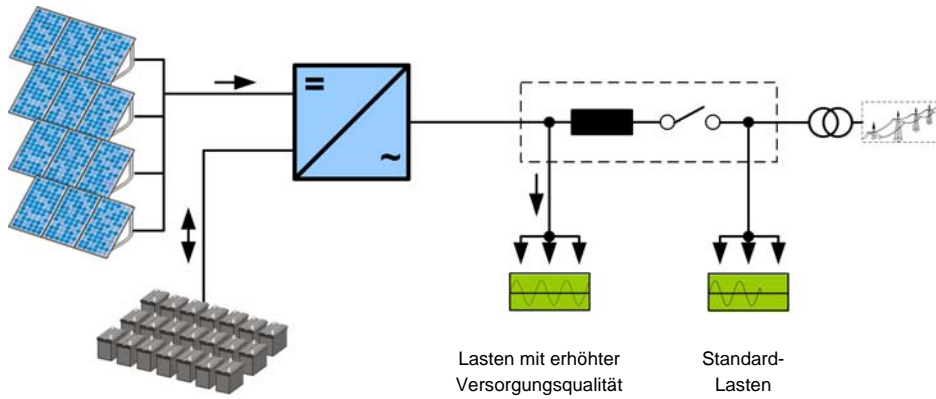 =
~
Lasten mit erhöhter
Versorgungsqualität
Standard-
Lasten